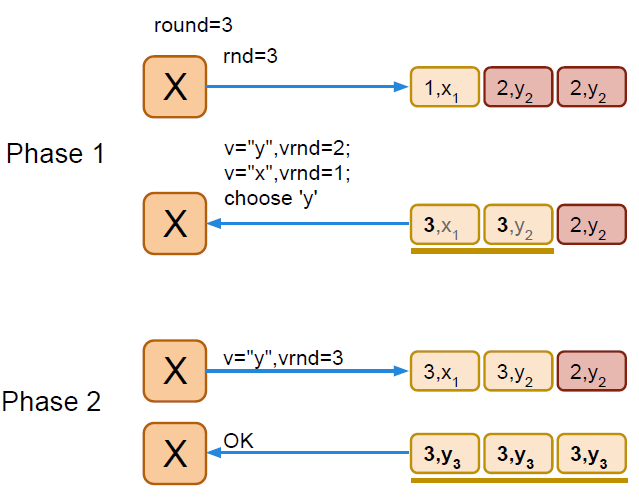 round=3
rnd=3
X
1,x1
2,y2
2,y2
Phase 1
v="y",vrnd=2;
v="x",vrnd=1;
choose 'y'
X
3,x1
3,y2
2,y2
v="y",vrnd=3
X
3,x1
3,y2
2,y2
Phase 2
OK
X
3,y3
3,y3
3,y3